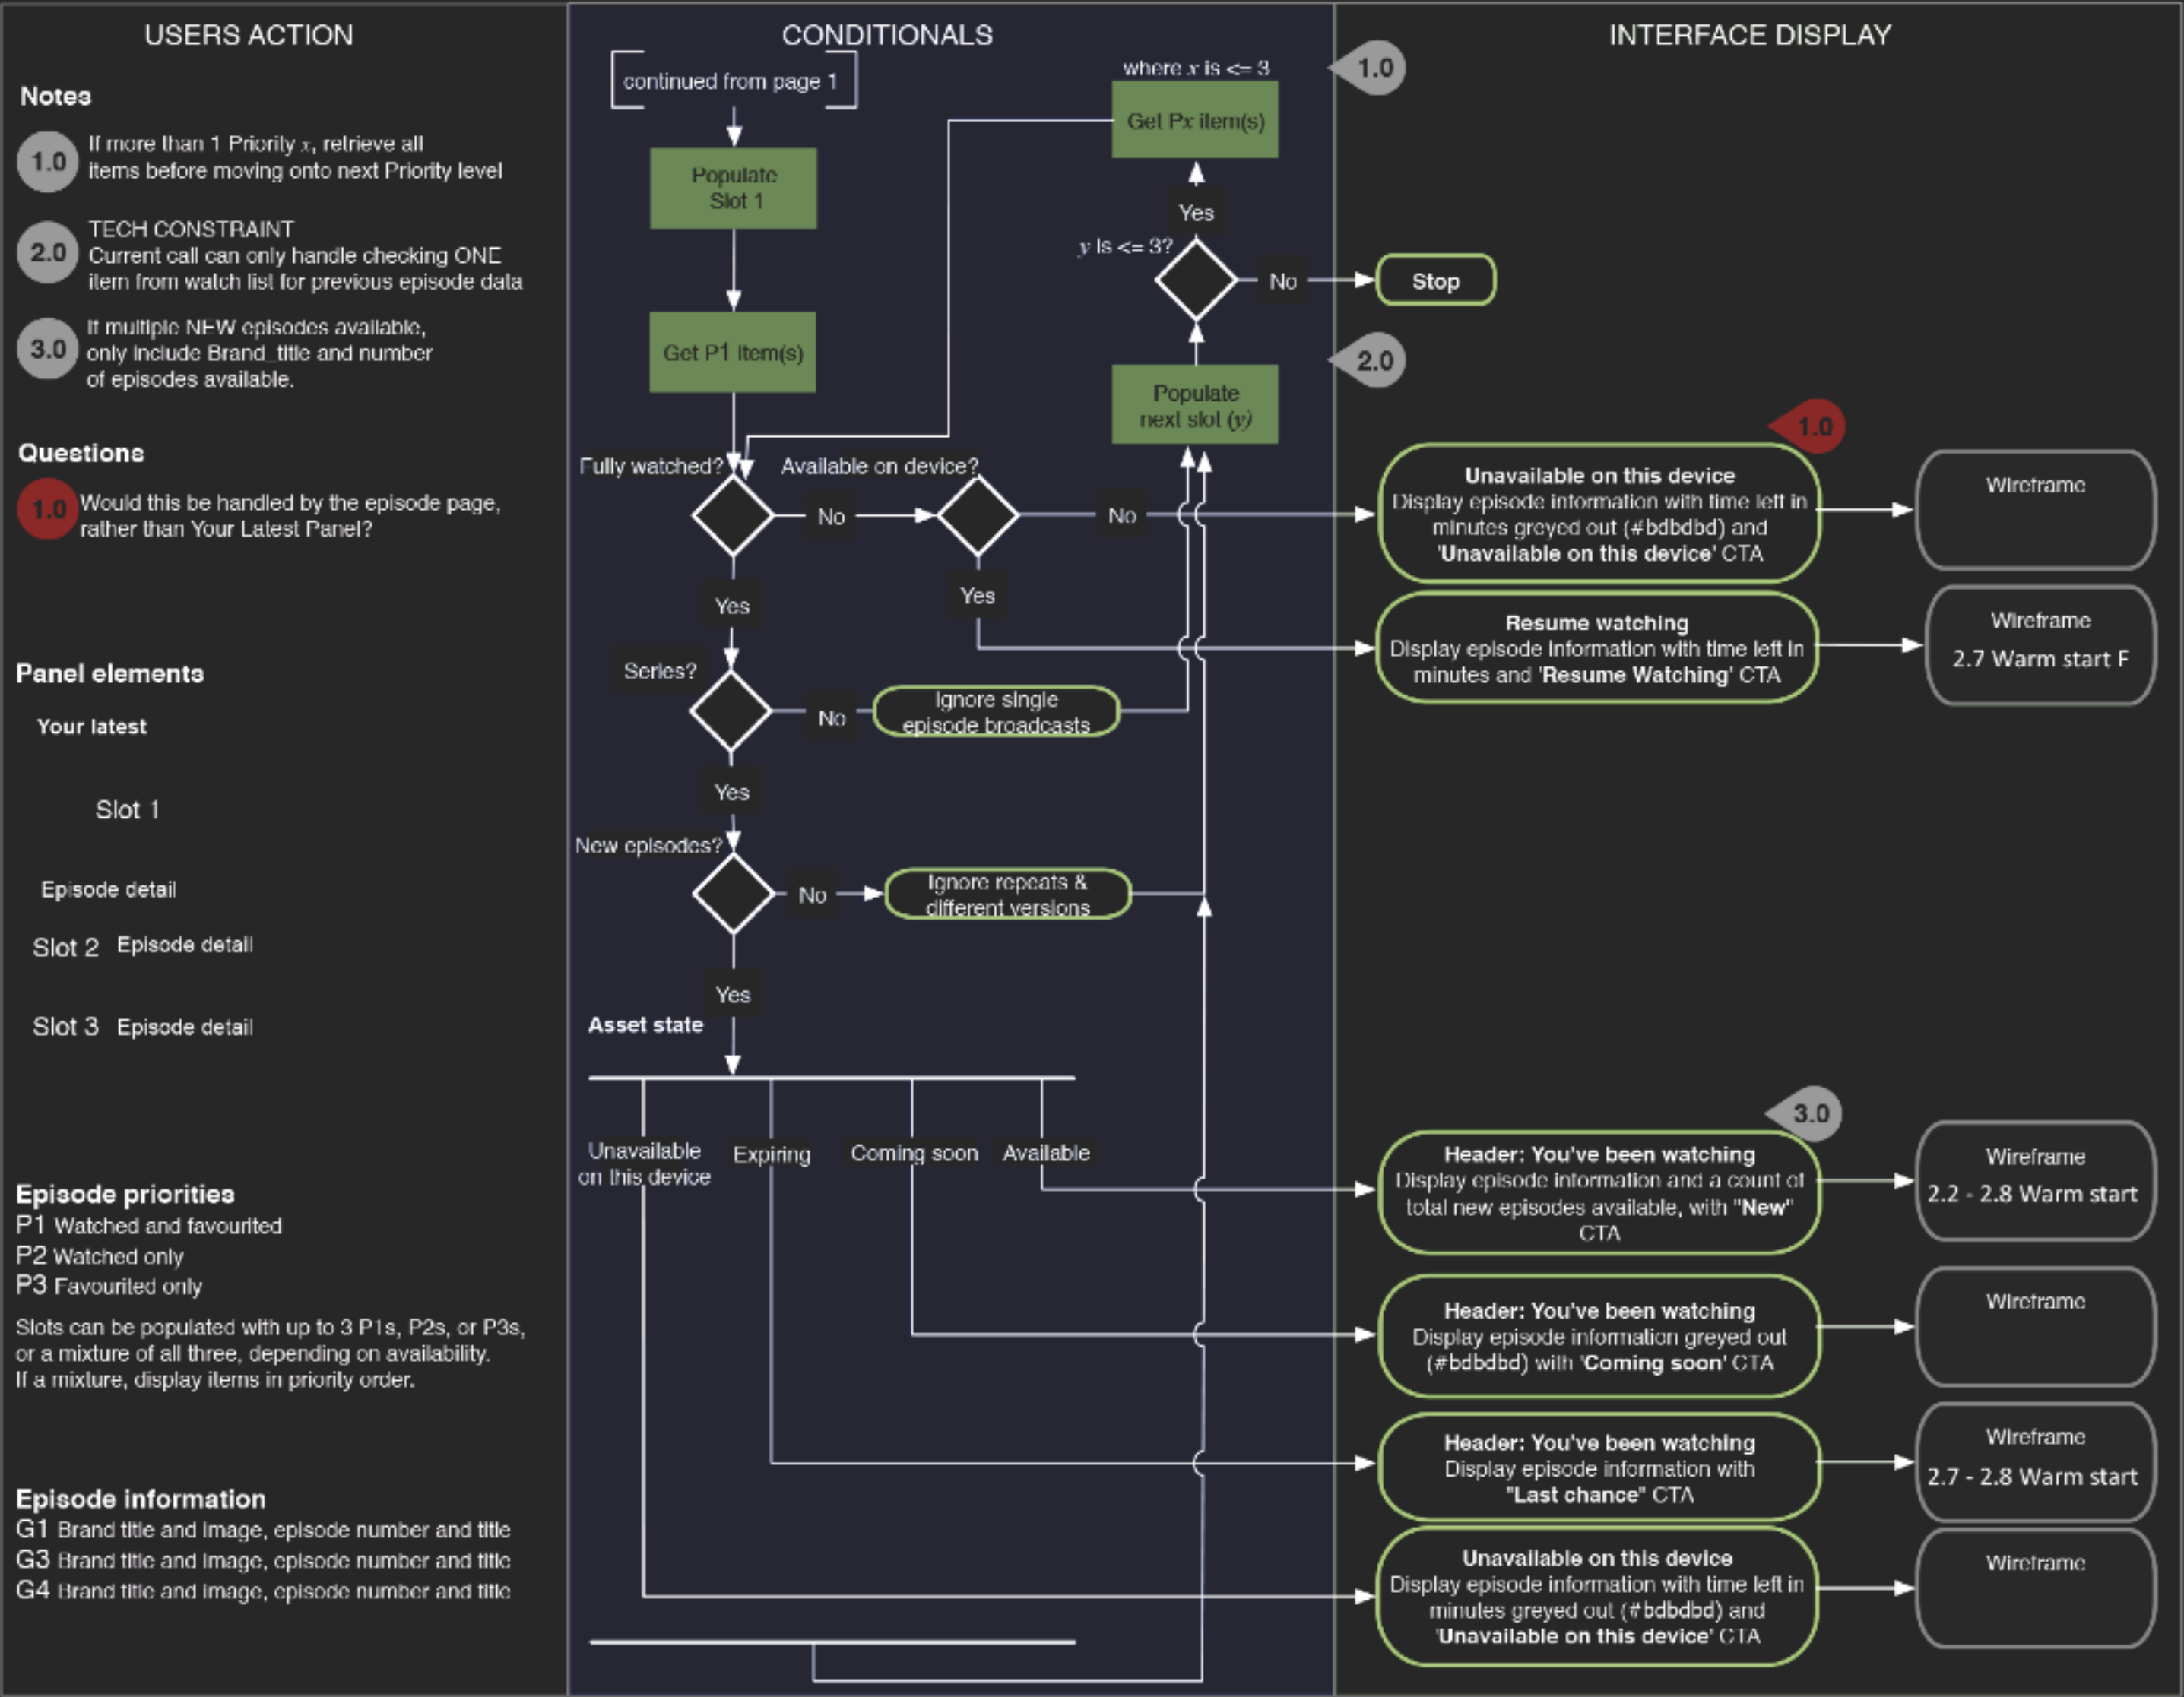 USERS ACTION
Notes
1.0
If more than 1 Priority x, retrieve all
items before moving onto next Priority level
2.0
TECH CONSTRAINT
Current call can only handle checking ONE
item from watch list for previous episode data
3.0
If multiple NEW episodes available,
only include Brand_title and number
of episodes available.
Questions
1.0
Would this be handled by the episode page,
rather than Your Latest Panel?
Panel elements
Your latest
Slot 1
Episode detail
Slot 2 Episode detail
Slot 3 Episode detail
Episode priorities
P1 Watched and favourited
P2 Watched only
P3 Favourited only
Slots can be populated with up to 3 P1s, P2s, or P3s,
or a mixture of all three, depending on availability.
If a mixture, display items in priority order.
Episode information
G1 Brand title and image, episode number and title
G3 Brand title and image, episode number and title
G4 Brand title and image, episode number and title
CONDITIONALS
continued from page 1
Populate
Slot 1
Get P1 item(s)
where x is <= 3
Get Px item(s)
Yes
y is <= 3?
No
Populate
next slot (y)
Fully watched?
Available on device?
No
No
Yes
Yes
Series?
No
Ignore single
episode broadcasts
Yes
New episodes?
No
Ignore repeats &
different versions
Yes
Asset state
Unavailable
on this device
Expiring
Coming soon
Available
INTERFACE DISPLAY
1.0
Stop
2.0
1.0
Unavailable on this device
Display episode information with time left in
minutes greyed out (#bdbdbd) and
'Unavailable on this device' CTA
Wireframe
Resume watching
Display episode information with time left in
minutes and 'Resume Watching' CTA
Wireframe
2.7 Warm start F
3.0
Header: You've been watching
Display episode information and a count of
total new episodes available, with "New"
CTA
Wireframe
2.2 - 2.8 Warm start
Header: You've been watching
Display episode information greyed out
(#bdbdbd) with 'Coming soon' CTA
Wireframe
Header: You've been watching
Display episode information with
"Last chance" CTA
Wireframe
2.7 - 2.8 Warm start
Unavailable on this device
Display episode information with time left in
minutes greyed out (#bdbdbd) and
'Unavailable on this device' CTA
Wireframe